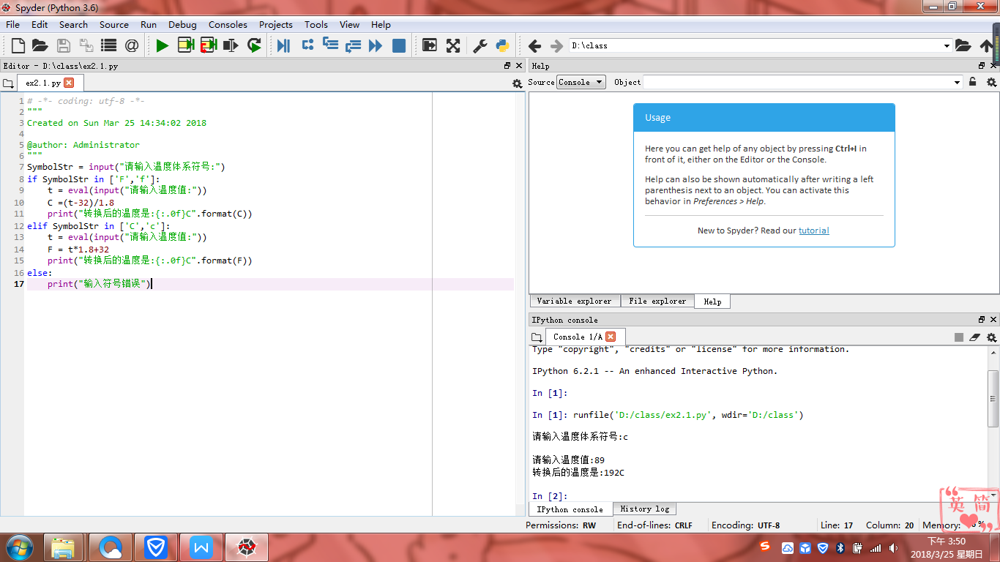 Spyder (Python 3.6)
File Edit Search Source Run Debug Consoles Projects Tools View Help
D:\class
Editor - D:\class\ex2.1.py
ex2.1.py
1 # -*- coding: utf-8 -*-
2 """
3 Created on Sun Mar 25 14:34:02 2018
4
5 @author: Administrator
6 """
7 SymbolStr = input("请输入温度体系符号:")
8 if SymbolStr in ['F','f']:
9     t = eval(input("请输入温度值:"))
10     C =(t-32)/1.8
11     print("转换后的温度是:{:.0f}C".format(C))
12 elif SymbolStr in ['C','c']:
13     t = eval(input("请输入温度值:"))
14     F = t*1.8+32
15     print("转换后的温度是:{:.0f}C".format(F))
16 else:
17     print("输入符号错误")
Help
Source Console Object
Usage
Here you can get help of any object by pressing Ctrl+I in
front of it, either on the Editor or the Console.
Help can also be shown automatically after writing a left
parenthesis next to an object. You can activate this
behavior in Preferences > Help.
New to Spyder? Read our tutorial
Variable explorer File explorer Help
IPython console
Console 1/A
Type "copyright", "credits" or "license" for more information.
IPython 6.2.1 -- An enhanced Interactive Python.
In [1]:
In [1]: runfile('D:/class/ex2.1.py', wdir='D:/class')
请输入温度体系符号:c
请输入温度值:89
转换后的温度是:192C
In [2]:
IPython console History log
英 简
Permissions: RW End-of-lines: CRLF Encoding: UTF-8 Line: 17 Column: 20 Memory: %
下午 3:50
2018/3/25 星期日